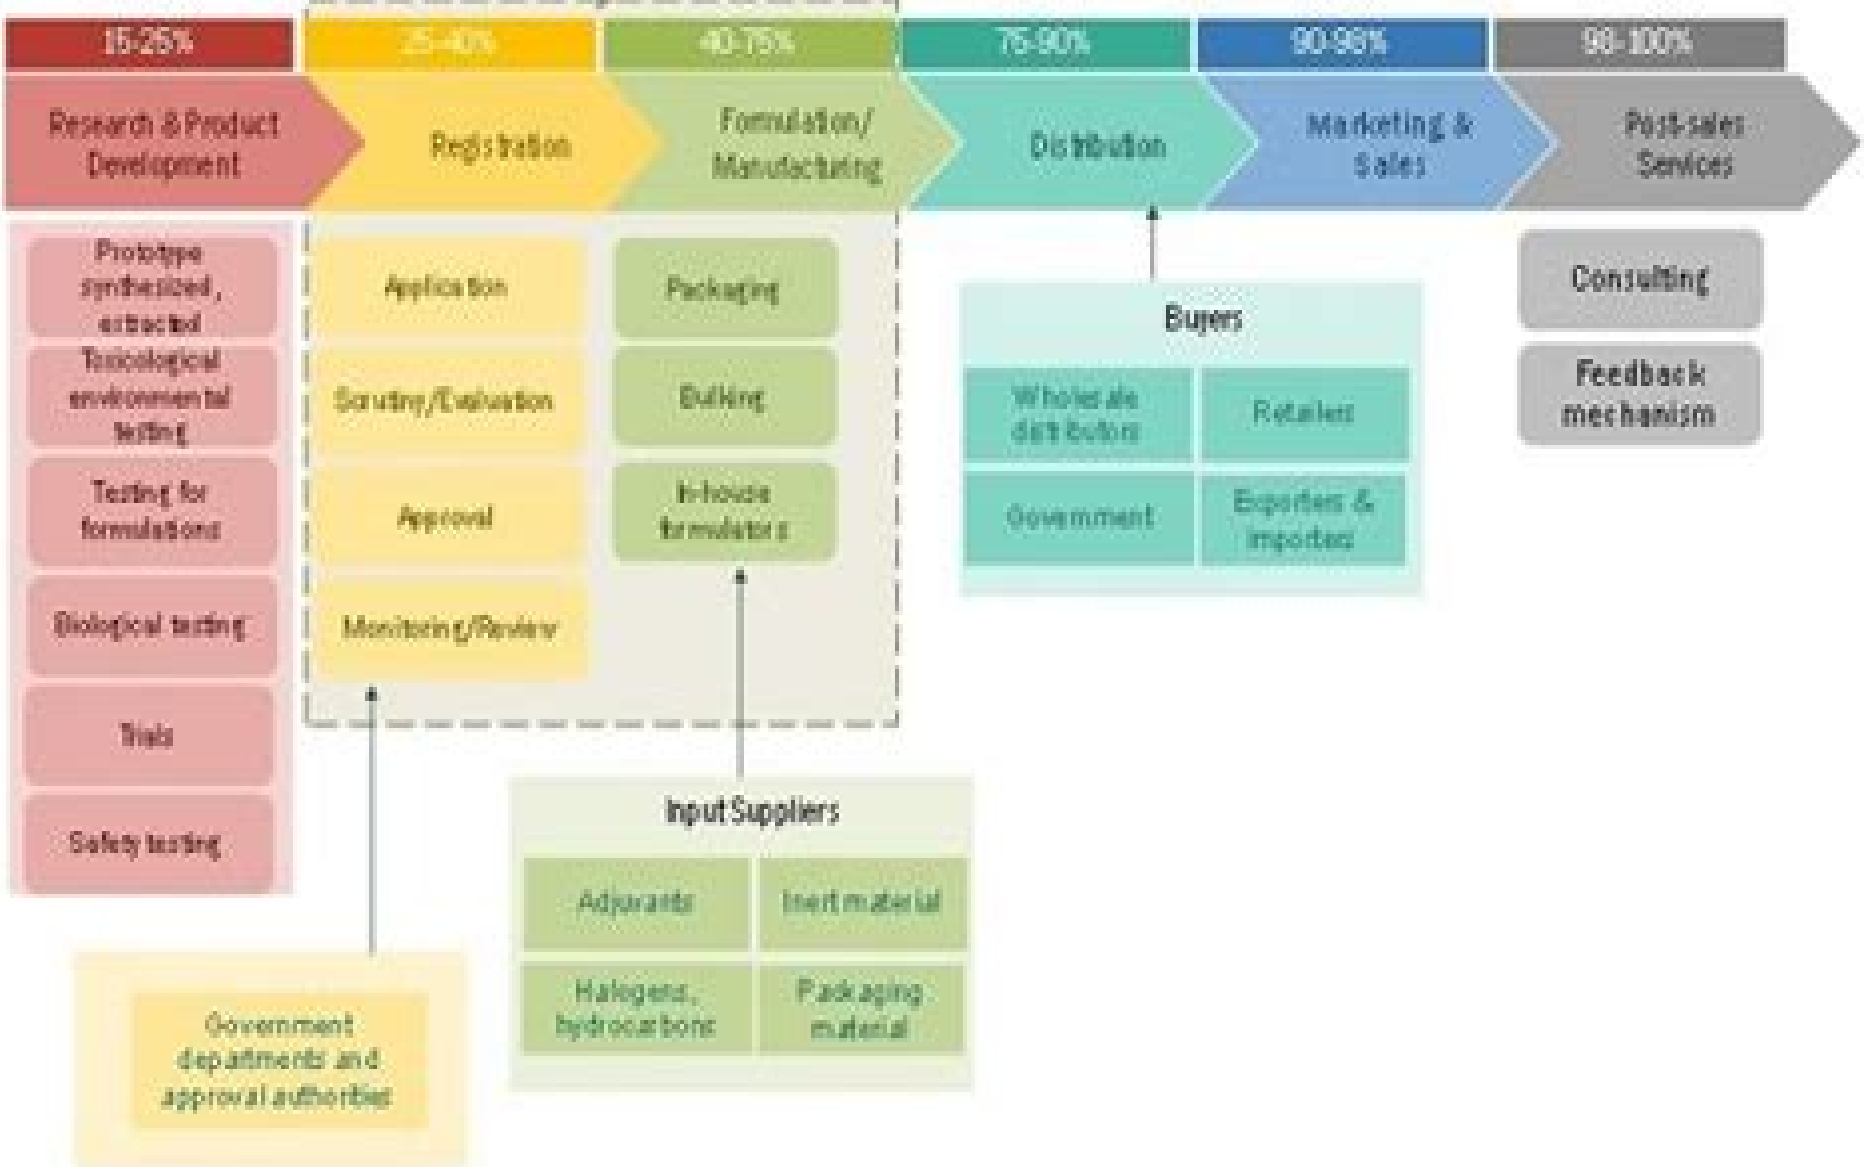 15-25%
25-40%
40-75%
75-90%
90-98%
98-100%
Research & Product
Development
Registration
Formulation/
Manufacturing
Distribution
Marketing &
Sales
Post-sales
Services
Prototype
synthesized,
extracted
Toxicological
environmental
testing
Testing for
formulations
Biological testing
Trials
Safety testing
Application
Scrutiny/Evaluation
Approval
Monitoring/Review
Packaging
Bulking
In-house
formulators
Buyers
Wholesale
distributors
Retailers
Government
Exporters &
importers
Consulting
Feedback
mechanism
Input Suppliers
Adjuvants
Inert material
Halogens,
hydrocarbons
Packaging
material
Government
departments and
approval authorities